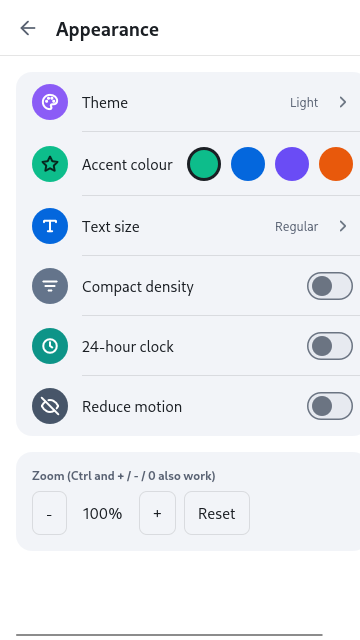 Appearance
Theme
Light
Accent colour
Text size
Regular
Compact density
24-hour clock
Reduce motion
Zoom (Ctrl and + / - / 0 also work)
-
100%
+
Reset